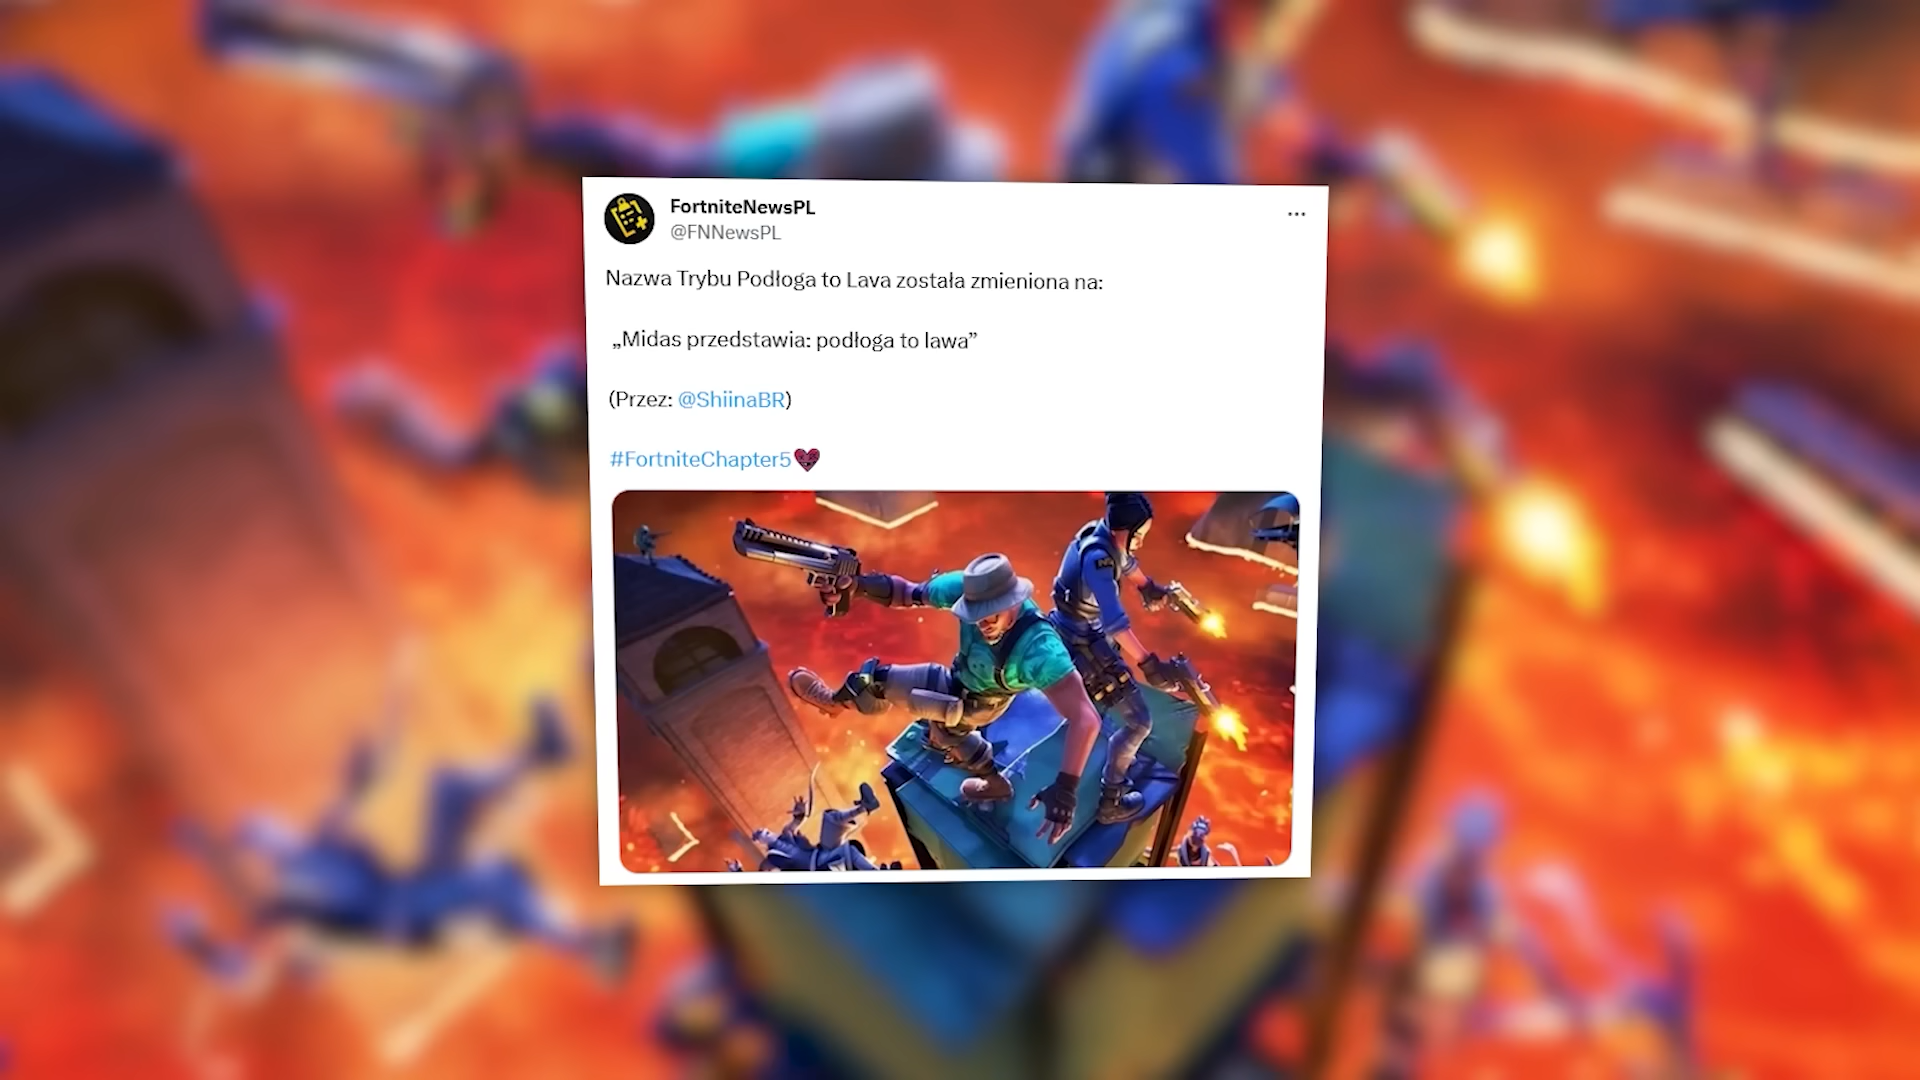 FortniteNewsPL
@FNNewsPL
Nazwa Trybu Podłoga to Lava została zmieniona na:
„Midas przedstawia: podłoga to lawa”
(Przez: @ShiinaBR)
#FortniteChapter5